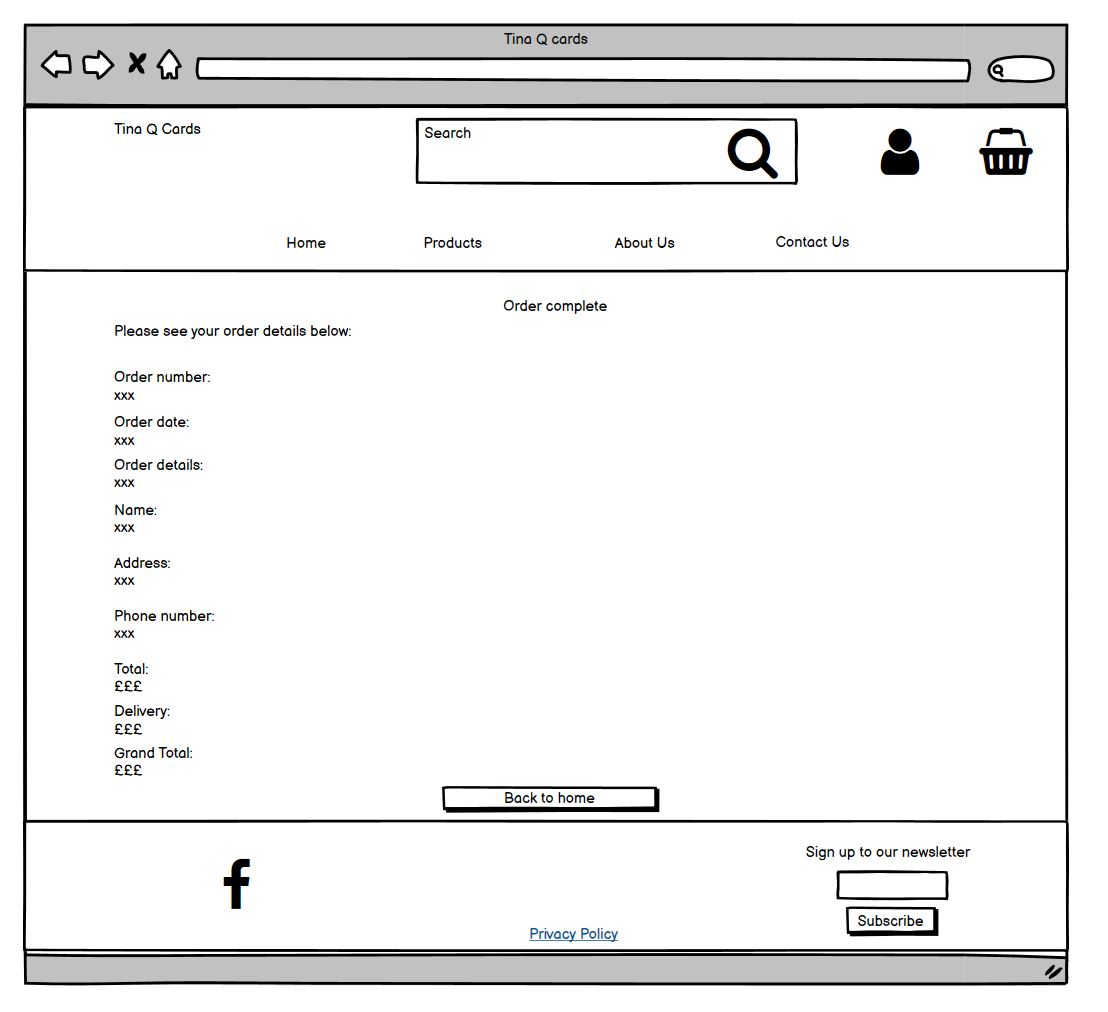 Tina Q cards
Tina Q Cards
Search
Home
Products
About Us
Contact Us
Order complete
Please see your order details below:
Order number:
xxx
Order date:
xxx
Order details:
xxx
Name:
xxx
Address:
xxx
Phone number:
xxx
Total:
£££
Delivery:
£££
Grand Total:
£££
Back to home
Sign up to our newsletter
Subscribe
Privacy Policy